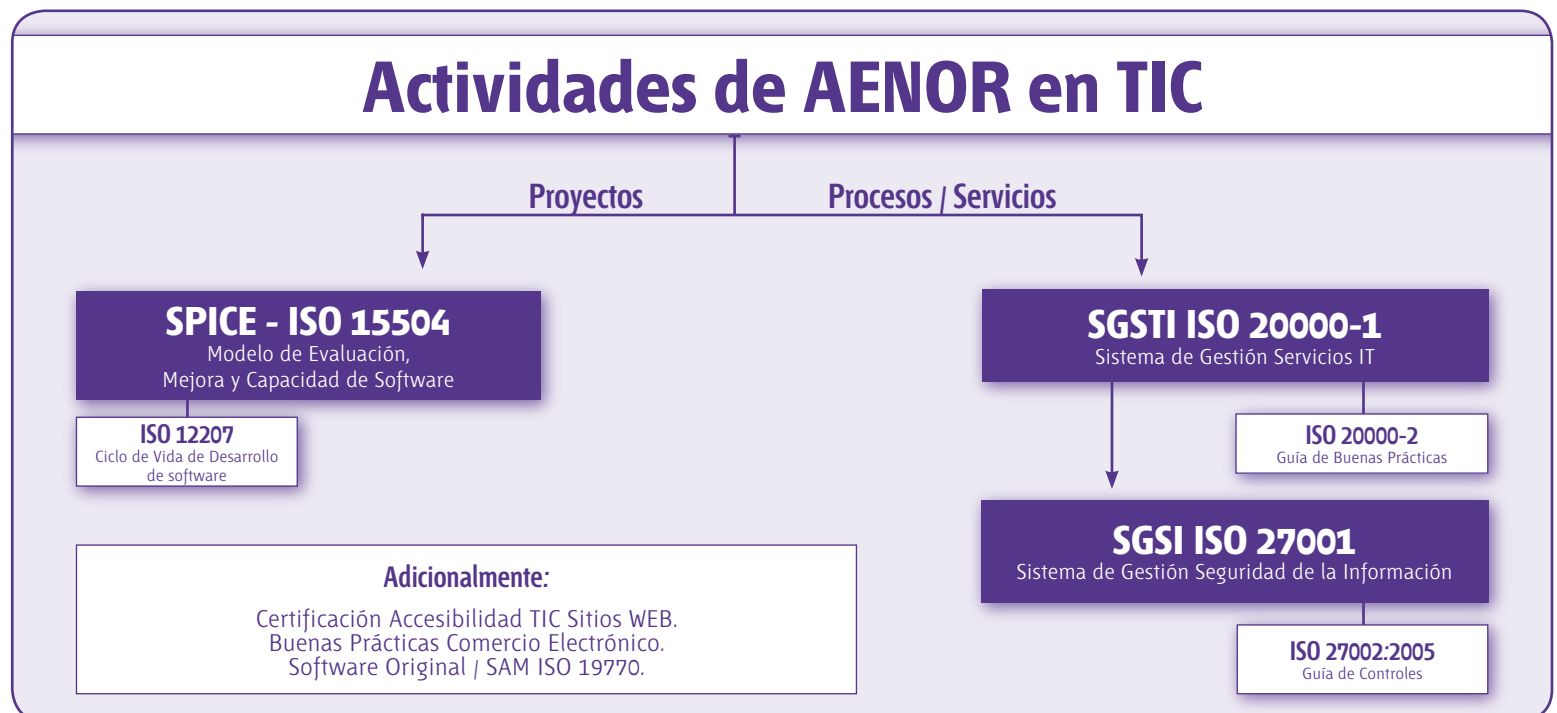 Actividades de AENOR en TIC
Proyectos
Procesos / Servicios
SPICE - ISO 15504
Modelo de Evaluación,
Mejora y Capacidad de Software
ISO 12207
Ciclo de Vida de Desarrollo
de software
SGSTI ISO 20000-1
Sistema de Gestión Servicios IT
ISO 20000-2
Guía de Buenas Prácticas
SGSI ISO 27001
Sistema de Gestión Seguridad de la Información
ISO 27002:2005
Guía de Controles
Adicionalmente:
Certificación Accesibilidad TIC Sitios WEB.
Buenas Prácticas Comercio Electrónico.
Software Original / SAM ISO 19770.